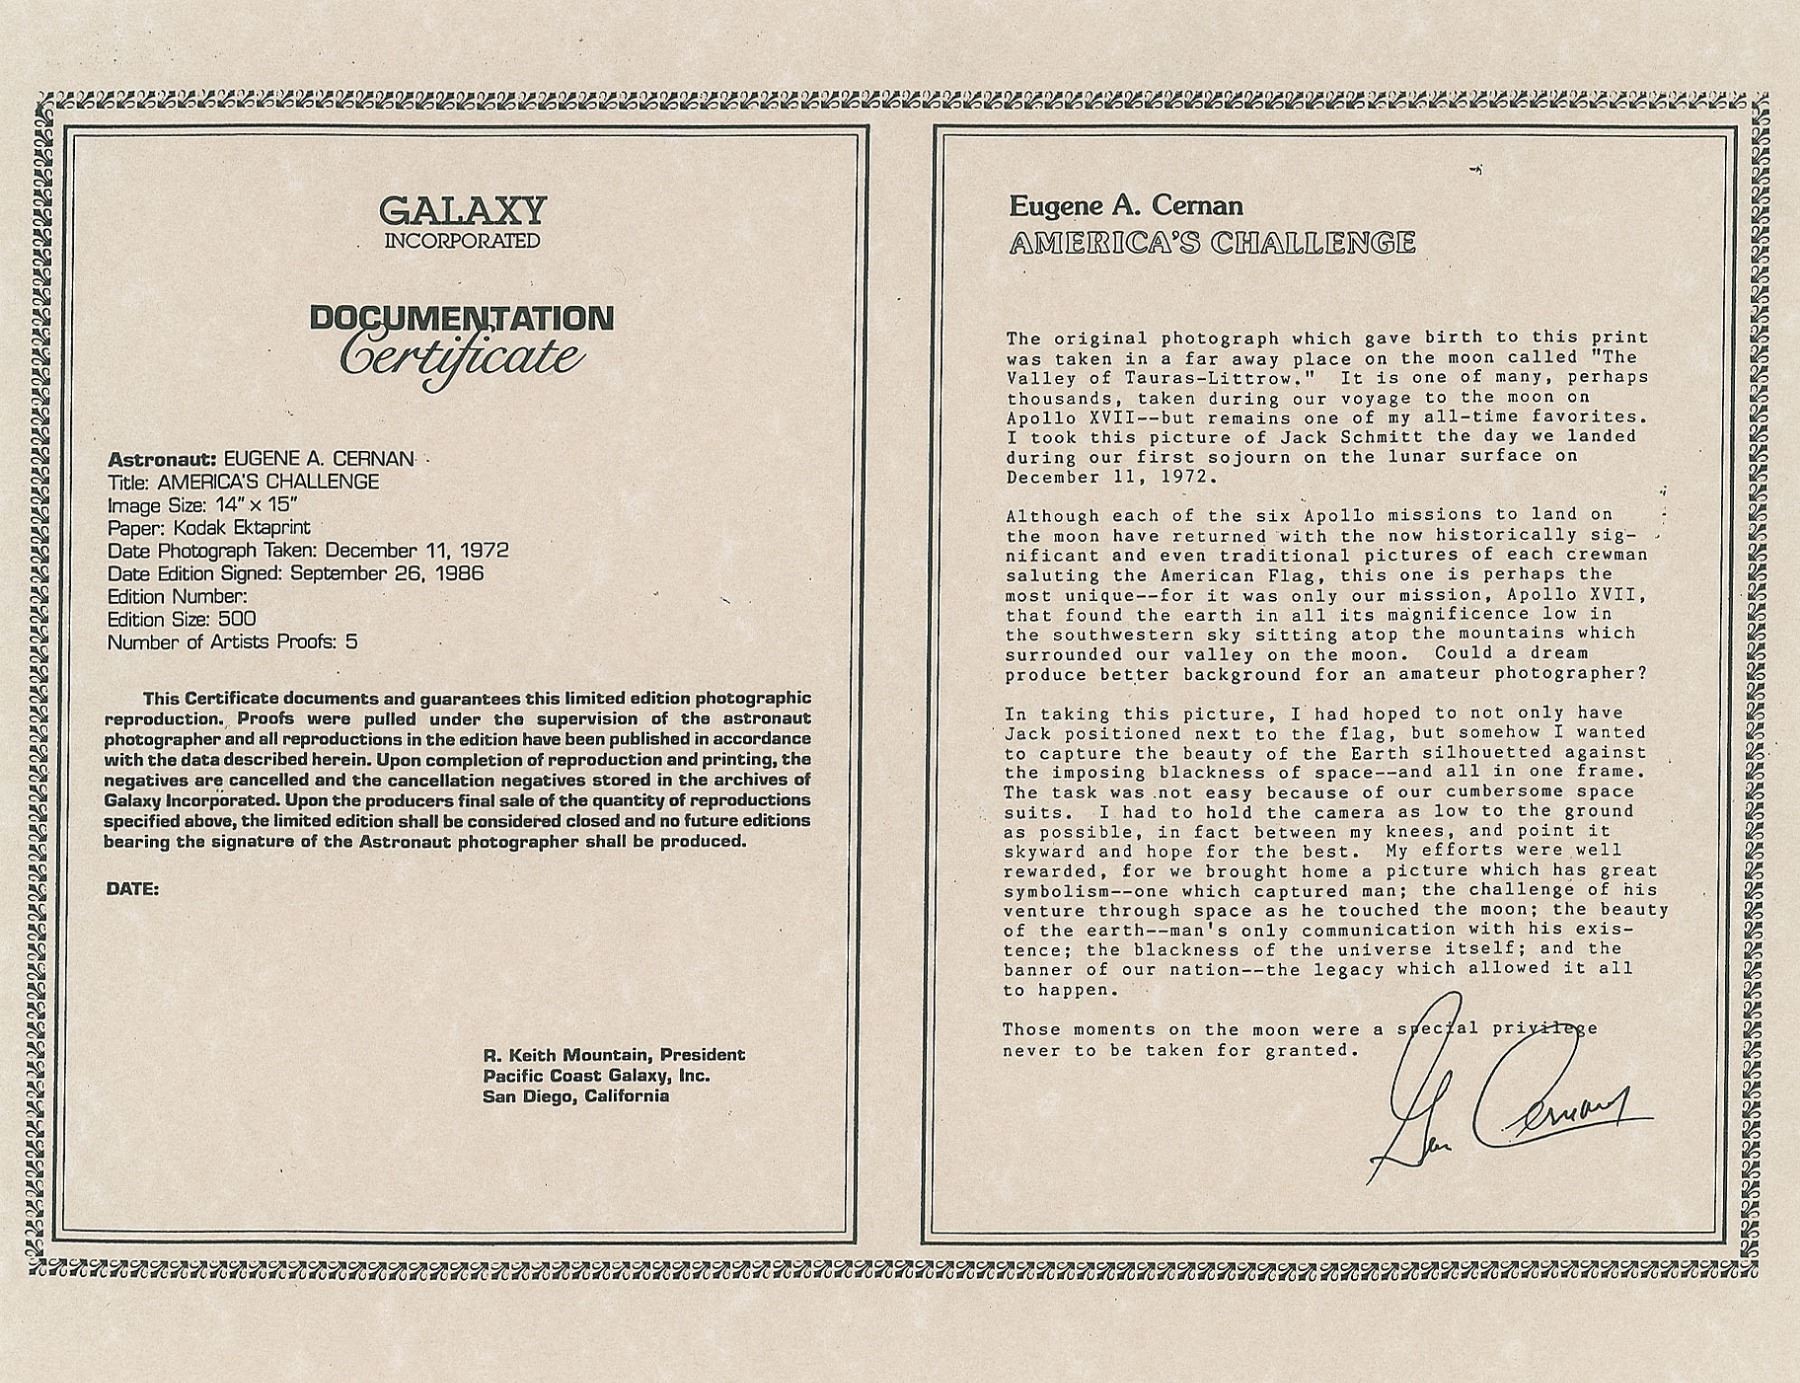 GALAXY
INCORPORATED
DOCUMENTATION
Certificate
Astronaut: EUGENE A. CERNAN
Title: AMERICA'S CHALLENGE
Image Size: 14" x 15"
Paper: Kodak Ektaprint
Date Photograph Taken: December 11, 1972
Date Edition Signed: September 26, 1986
Edition Number:
Edition Size: 500
Number of Artists Proofs: 5
This Certificate documents and guarantees this limited edition photographic
reproduction. Proofs were pulled under the supervision of the astronaut
photographer and all reproductions in the edition have been published in accordance
with the data described herein. Upon completion of reproduction and printing, the
negatives are cancelled and the cancellation negatives stored in the archives of
Galaxy Incorporated. Upon the producers final sale of the quantity of reproductions
specified above, the limited edition shall be considered closed and no future editions
bearing the signature of the Astronaut photographer shall be produced.
DATE:
R. Keith Mountain, President
Pacific Coast Galaxy, Inc.
San Diego, California
Eugene A. Cernan
AMERICA'S CHALLENGE
The original photograph which gave birth to this print
was taken in a far away place on the moon called "The
Valley of Tauras-Littrow."  It is one of many, perhaps
thousands, taken during our voyage to the moon on
Apollo XVII--but remains one of my all-time favorites.
I took this picture of Jack Schmitt the day we landed
during our first sojourn on the lunar surface on
December 11, 1972.
Although each of the six Apollo missions to land on
the moon have returned with the now historically sig-
nificant and even traditional pictures of each crewman
saluting the American Flag, this one is perhaps the
most unique--for it was only our mission, Apollo XVII,
that found the earth in all its magnificence low in
the southwestern sky sitting atop the mountains which
surrounded our valley on the moon.  Could a dream
produce better background for an amateur photographer?
In taking this picture, I had hoped to not only have
Jack positioned next to the flag, but somehow I wanted
to capture the beauty of the Earth silhouetted against
the imposing blackness of space--and all in one frame.
The task was not easy because of our cumbersome space
suits.  I had to hold the camera as low to the ground
as possible, in fact between my knees, and point it
skyward and hope for the best.  My efforts were well
rewarded, for we brought home a picture which has great
symbolism--one which captured man; the challenge of his
venture through space as he touched the moon; the beauty
of the earth--man's only communication with his exis-
tence; the blackness of the universe itself; and the
banner of our nation--the legacy which allowed it all
to happen.
Those moments on the moon were a special privilege
never to be taken for granted.
Gen Cernan